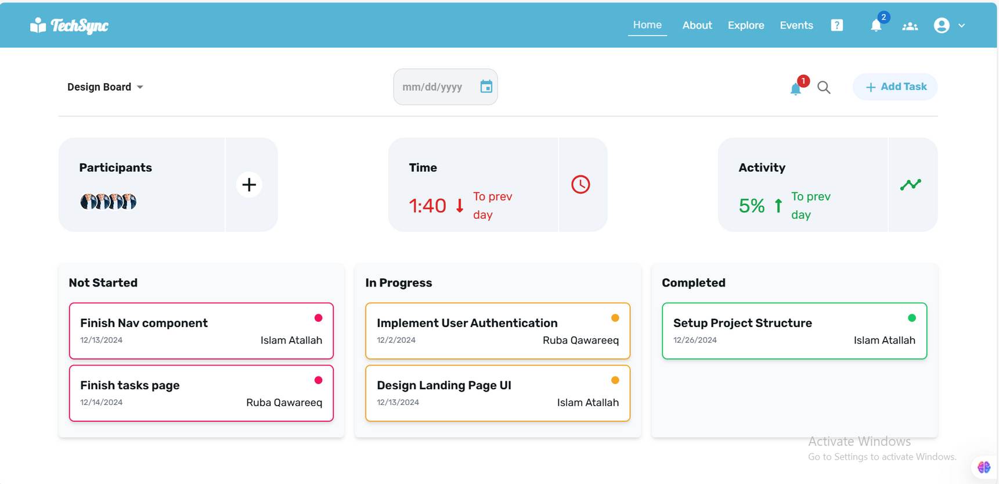 TechSync
Home About Explore Events ? 2
Design Board
mm/dd/yyyy
1
+ Add Task
Participants
+
Time
1:40 ↓ To prev
day
Activity
5% ↑ To prev
day
Not Started
Finish Nav component
12/13/2024 Islam Atallah
Finish tasks page
12/14/2024 Ruba Qawareeq
In Progress
Implement User Authentication
12/2/2024 Ruba Qawareeq
Design Landing Page UI
12/13/2024 Islam Atallah
Completed
Setup Project Structure
12/26/2024 Islam Atallah
Activate Windows
Go to Settings to activate Windows.